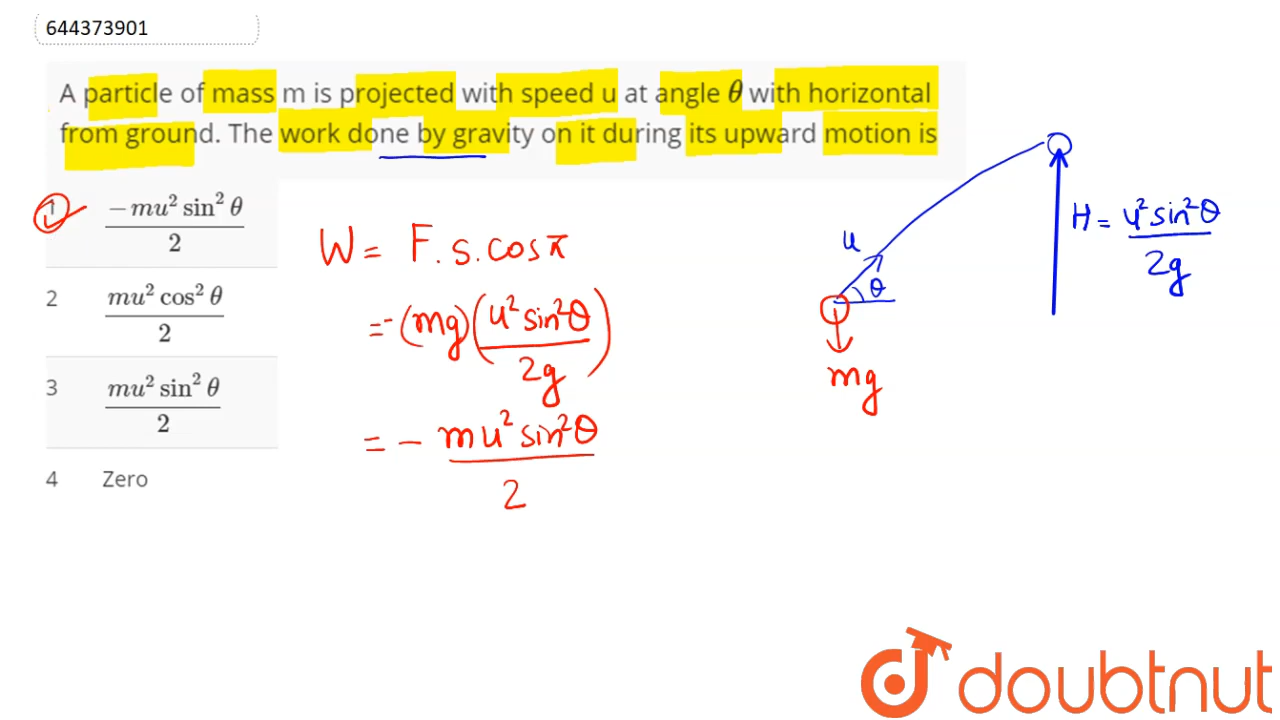 644373901
A particle of mass m is projected with speed u at angle θ with horizontal
from ground. The work done by gravity on it during its upward motion is
1 −mu² sin² θ / 2
2 mu² cos² θ / 2
3 mu² sin² θ / 2
4 Zero
W = F. s. cos π
= -(mg)(u² sin²θ / 2g)
= - mu² sin²θ / 2
u
θ
mg
H = u² sin²θ / 2g
doubtnut